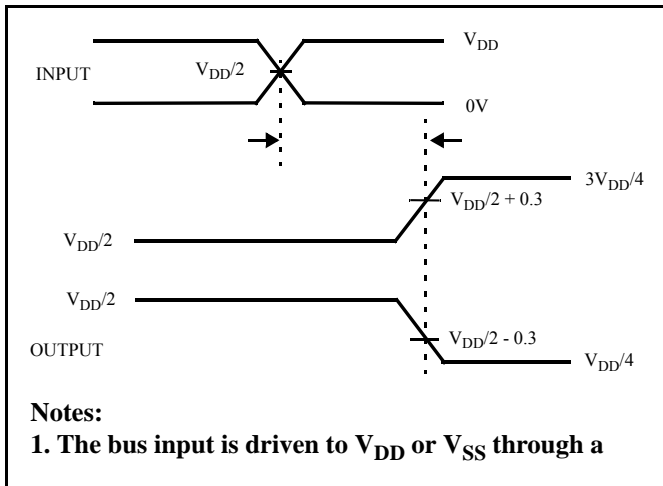 V_DD
INPUT V_DD/2
0V
3V_DD/4
V_DD/2 + 0.3
V_DD/2
V_DD/2
V_DD/2 - 0.3
OUTPUT
V_DD/4
Notes:
1. The bus input is driven to V_DD or V_SS through a